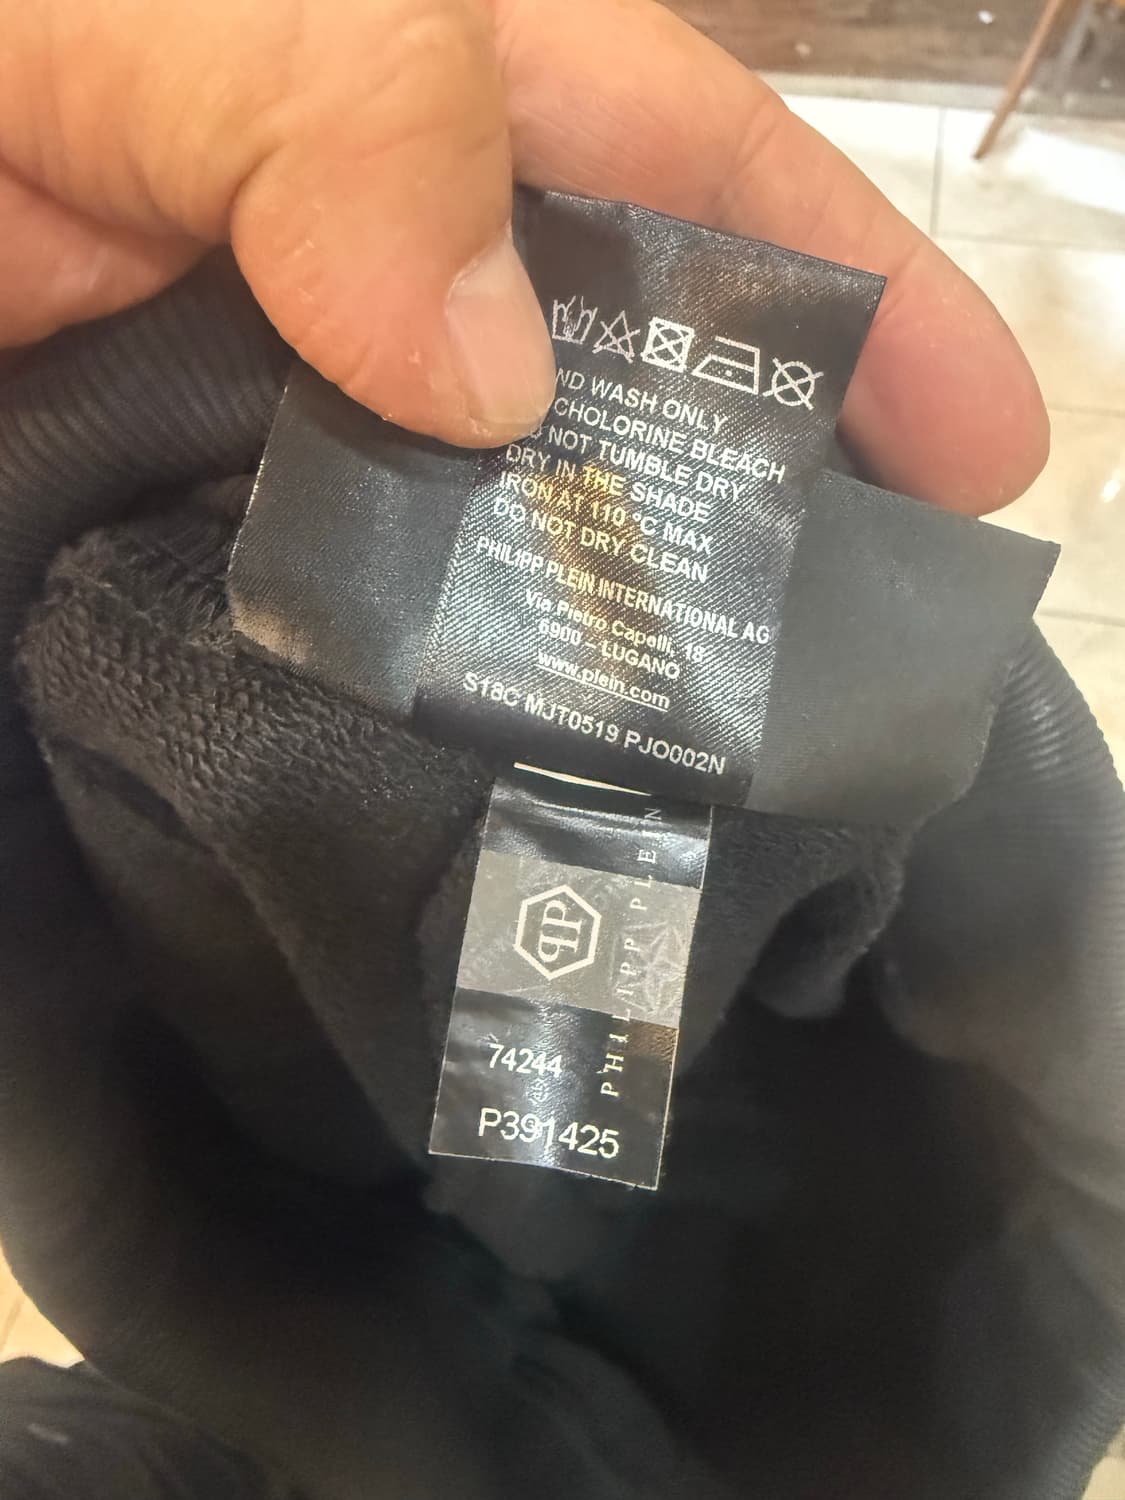 ND WASH ONLY
CHOLORINE BLEACH
NOT TUMBLE DRY
DRY IN THE SHADE
IRON AT 110 °C MAX
DO NOT DRY CLEAN
PHILIPP PLEIN INTERNATIONAL AG
Via Pietro Capelli, 18
6900 _ LUGANO
www.plein.com
S18C MJT0519 PJO002N
PHILIPP PLEIN
74244
P391425